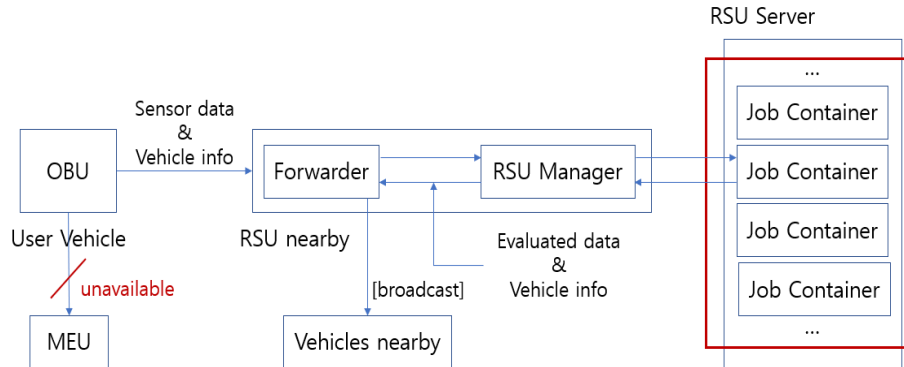 RSU Server
...
Job Container
Job Container
Job Container
Job Container
...
Sensor data
&
Vehicle info
OBU
Forwarder
RSU Manager
User Vehicle
RSU nearby
unavailable
Evaluated data
&
Vehicle info
[broadcast]
MEU
Vehicles nearby